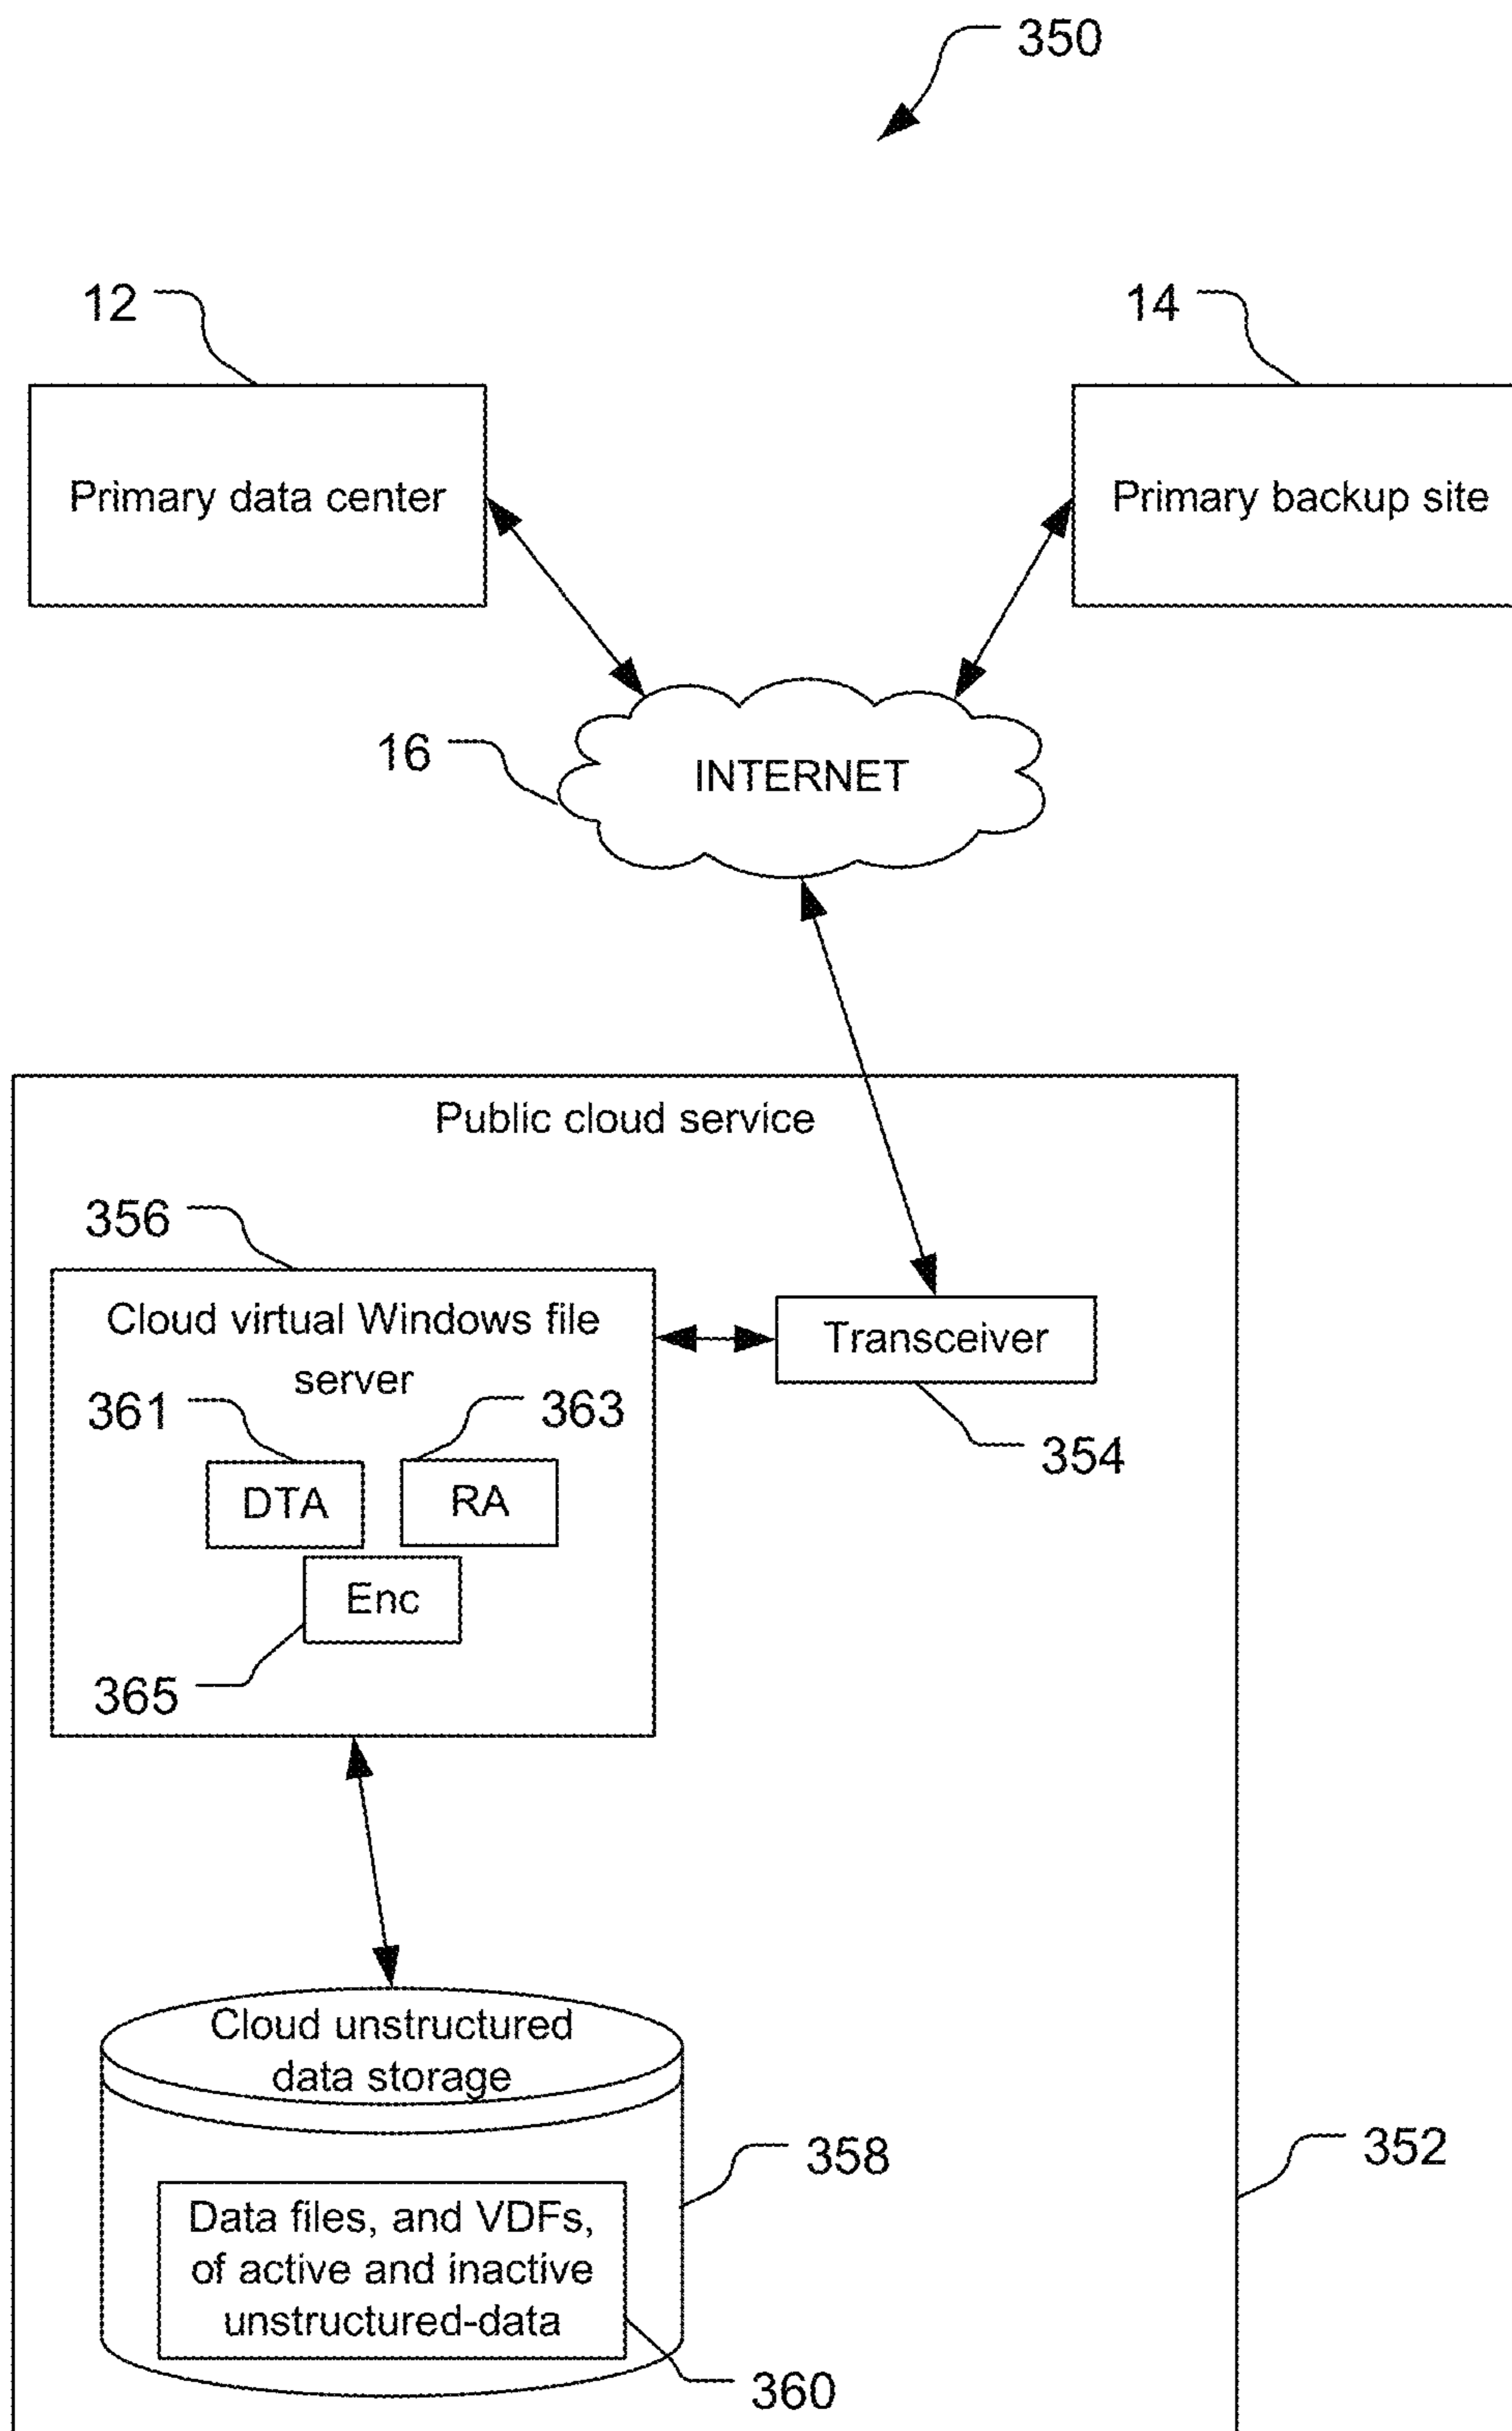 350
12
14
Primary data center
Primary backup site
16
INTERNET
Public cloud service
356
Cloud virtual Windows file
server
Transceiver
354
361
363
DTA
RA
Enc
365
Cloud unstructured
data storage
358
352
Data files, and VDFs,
of active and inactive
unstructured-data
360